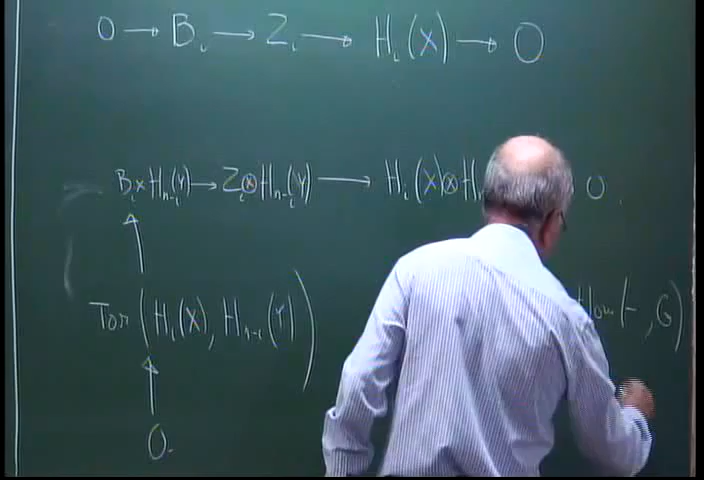 0 → B_i → Z_i → H_i(X) → 0
B_i × H_{n-i}(Y) → Z_i ⊗ H_{n-i}(Y) → H_i(X) ⊗ H 0
↑
Tor (H_i(X), H_{n-i}(Y)) Hom(-, G)
↑
0.